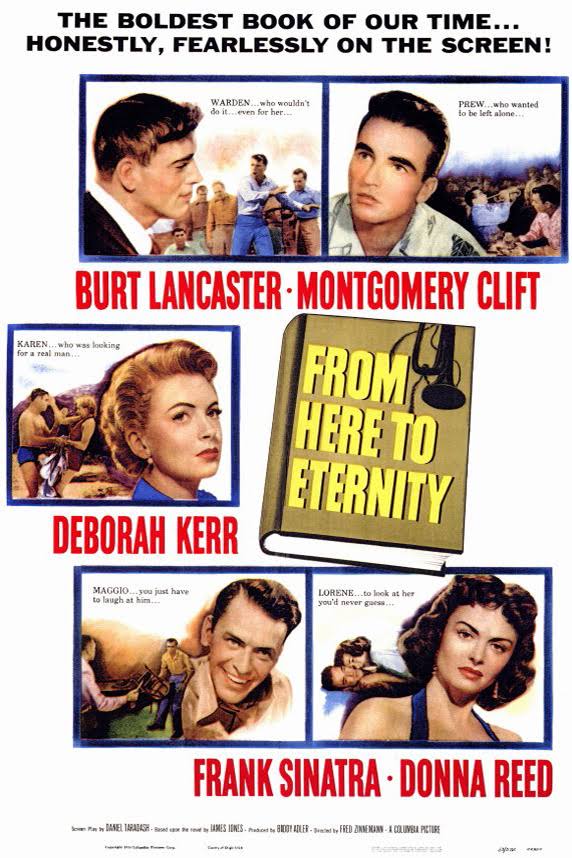 THE BOLDEST BOOK OF OUR TIME...
HONESTLY, FEARLESSLY ON THE SCREEN!
WARDEN...who wouldn't
do it...even for her...
PREW...who wanted
to be left alone...
BURT LANCASTER · MONTGOMERY CLIFT
KAREN...who was looking
for a real man...
FROM
HERE TO
ETERNITY
DEBORAH KERR
MAGGIO...you just have
to laugh at him...
LORENE...to look at her
you'd never guess...
FRANK SINATRA · DONNA REED
Screen Play by DANIEL TARADASH · Based upon the novel by JAMES JONES · Produced by BUDDY ADLER · Directed by FRED ZINNEMANN · A COLUMBIA PICTURE